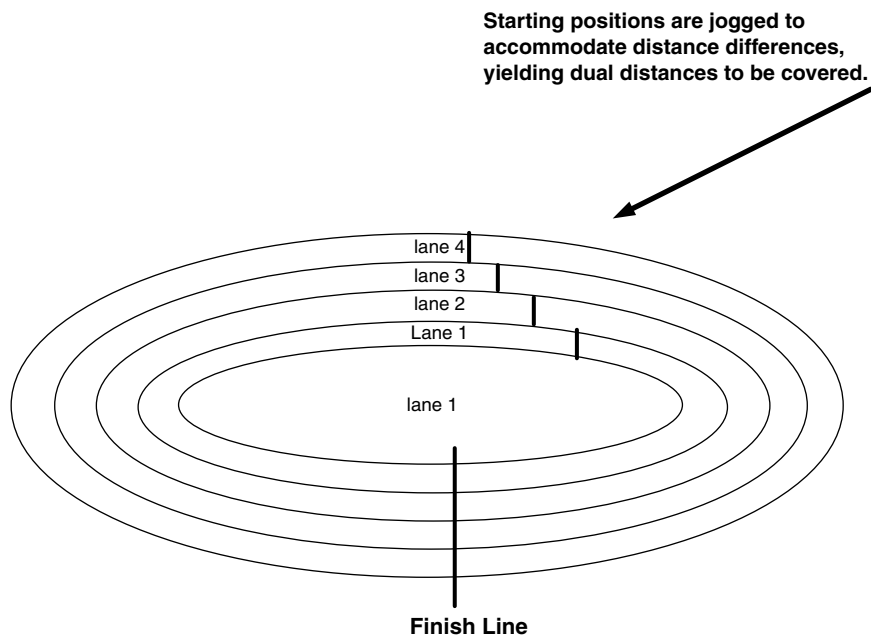 Starting positions are jogged to
accommodate distance differences,
yielding dual distances to be covered.
lane 4
lane 3
lane 2
Lane 1
lane 1
Finish Line